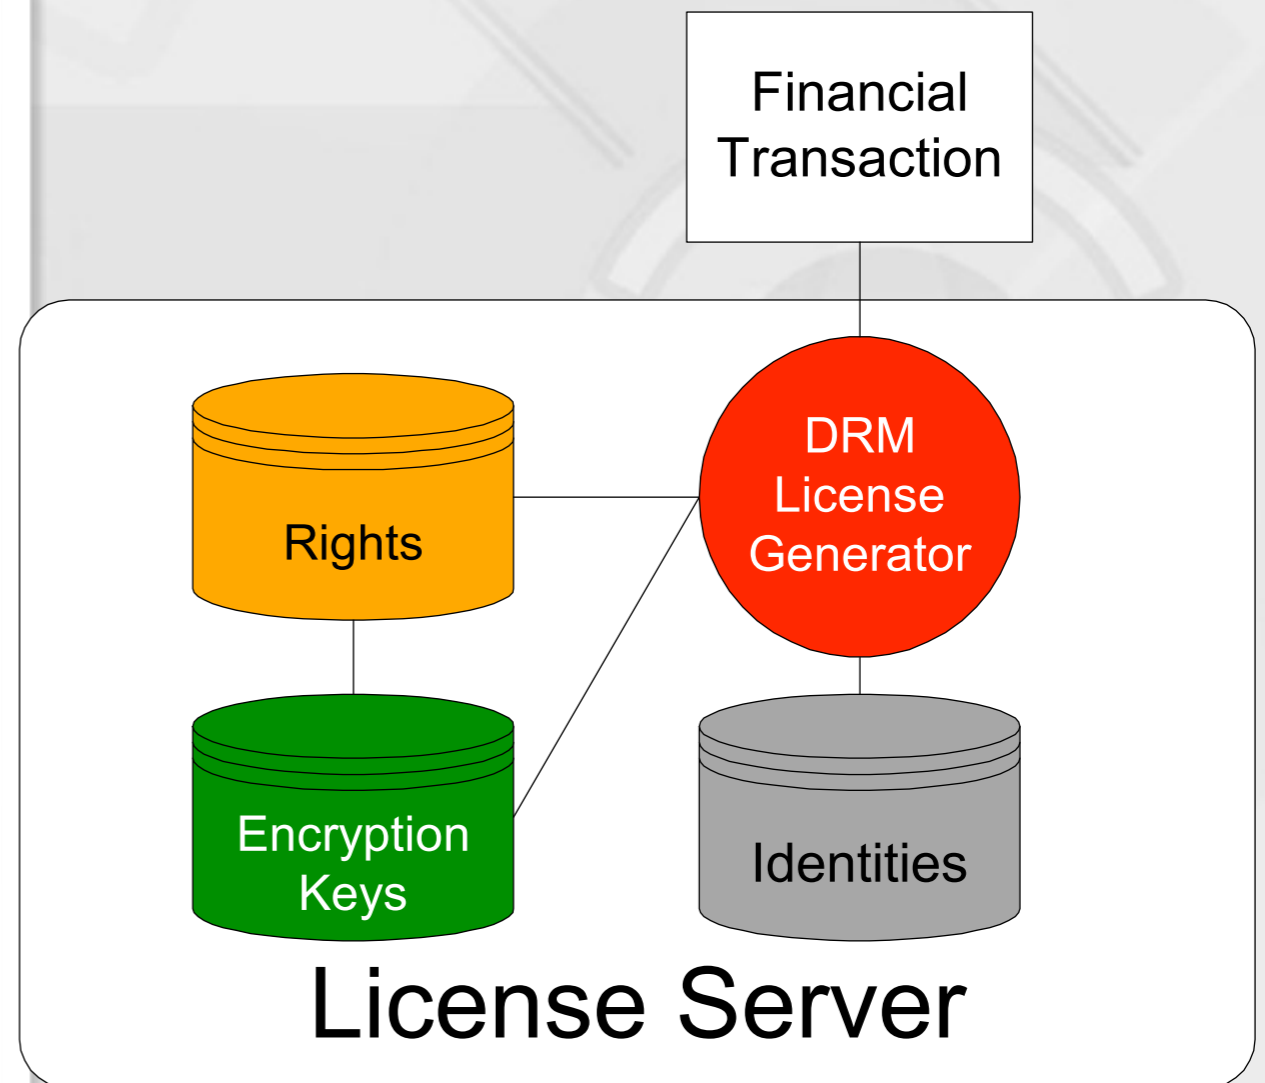 Financial
Transaction
DRM
License
Generator
Rights
Encryption
Keys
Identities
License Server